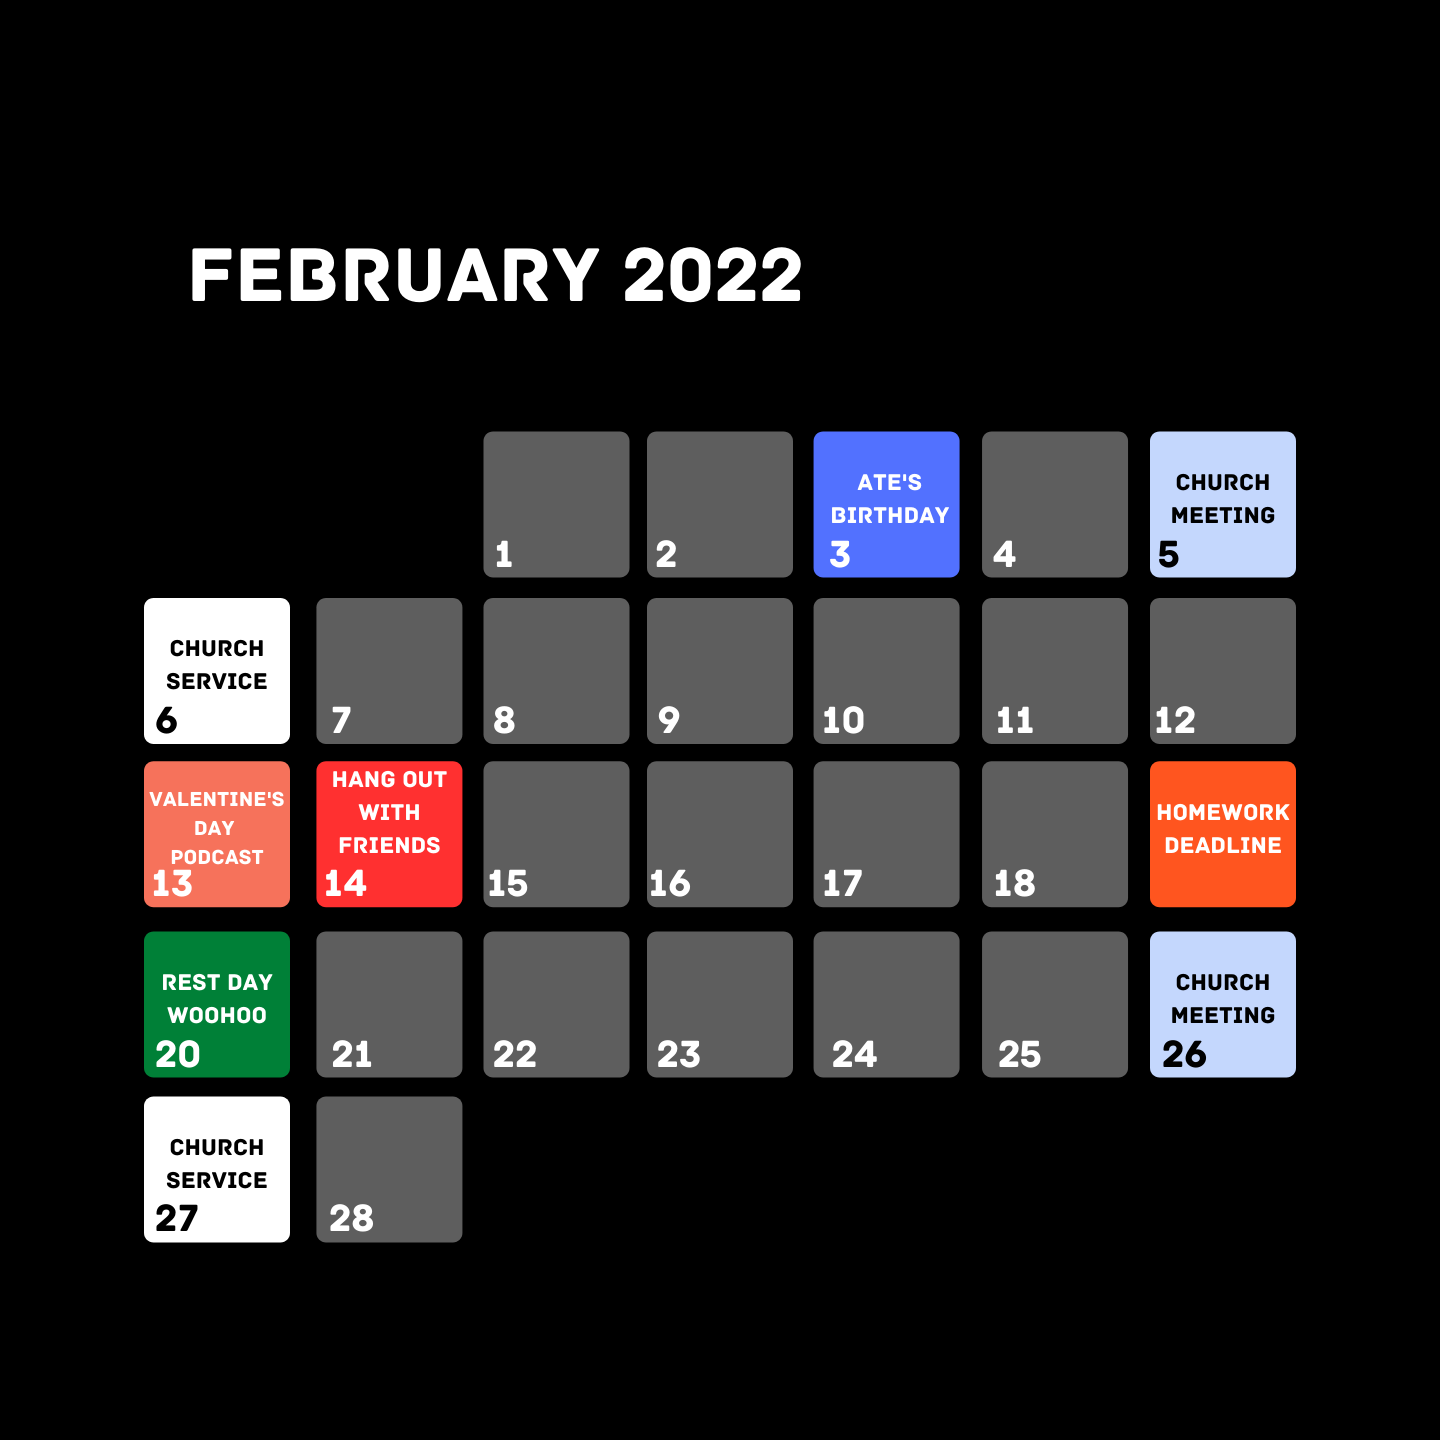 FEBRUARY 2022
1
2
ATE'S
BIRTHDAY
3
4
CHURCH
MEETING
5
CHURCH
SERVICE
6
7
8
9
10
11
12
VALENTINE'S
DAY
PODCAST
13
HANG OUT
WITH
FRIENDS
14
15
16
17
18
HOMEWORK
DEADLINE
REST DAY
WOOHOO
20
21
22
23
24
25
CHURCH
MEETING
26
CHURCH
SERVICE
27
28